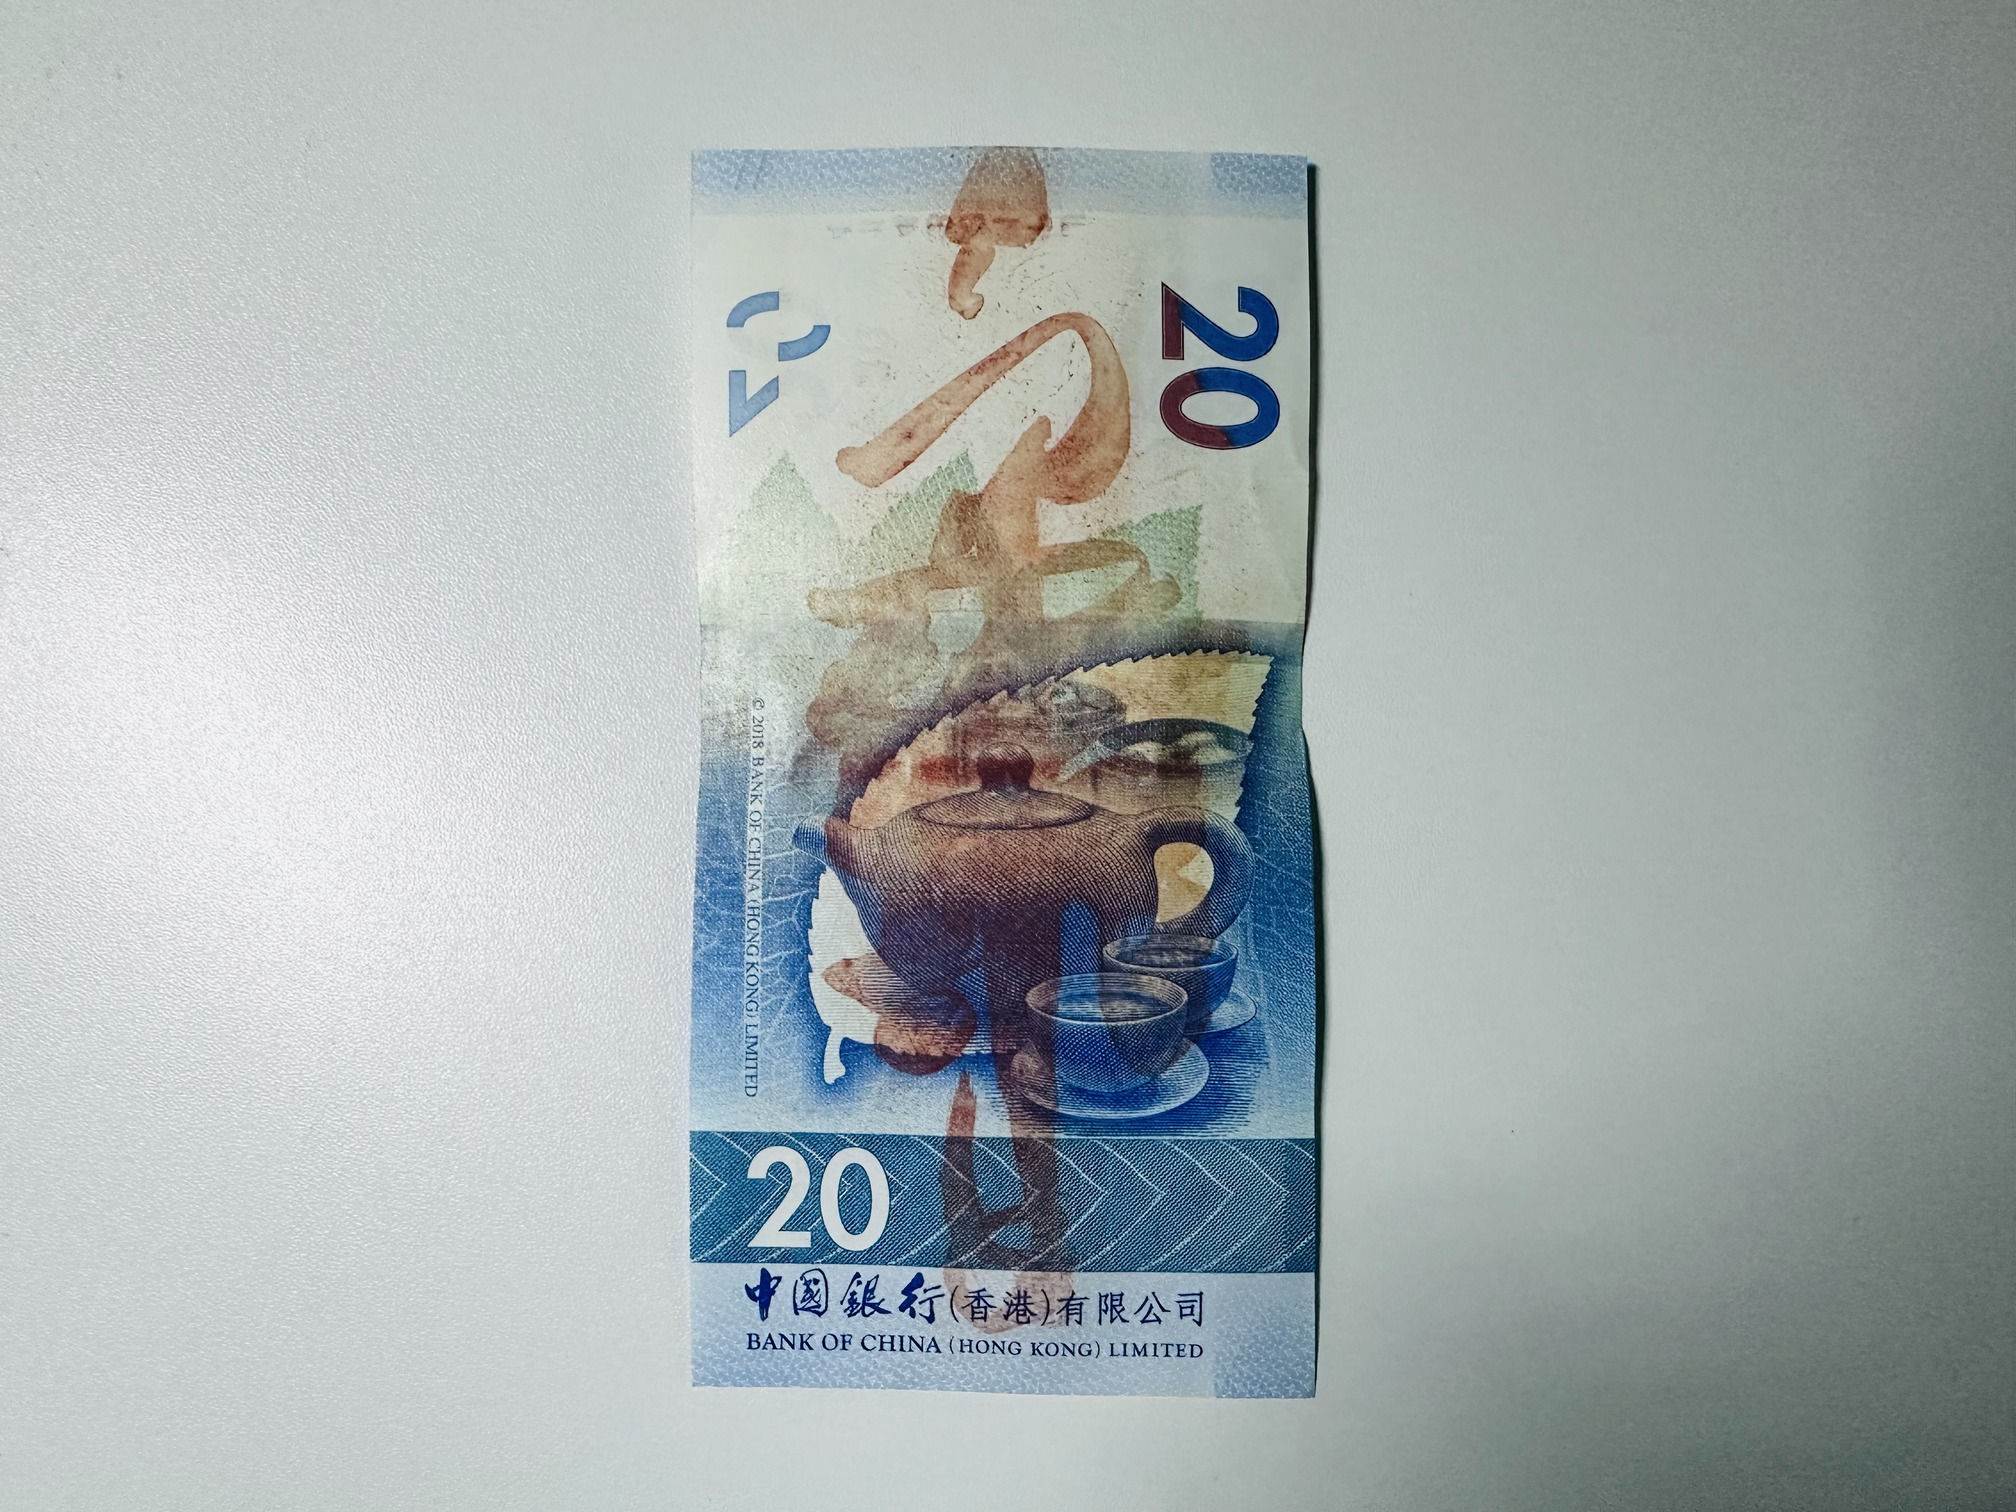 20
© 2018 BANK OF CHINA (HONG KONG) LIMITED
20
中國銀行(香港)有限公司
BANK OF CHINA (HONG KONG) LIMITED